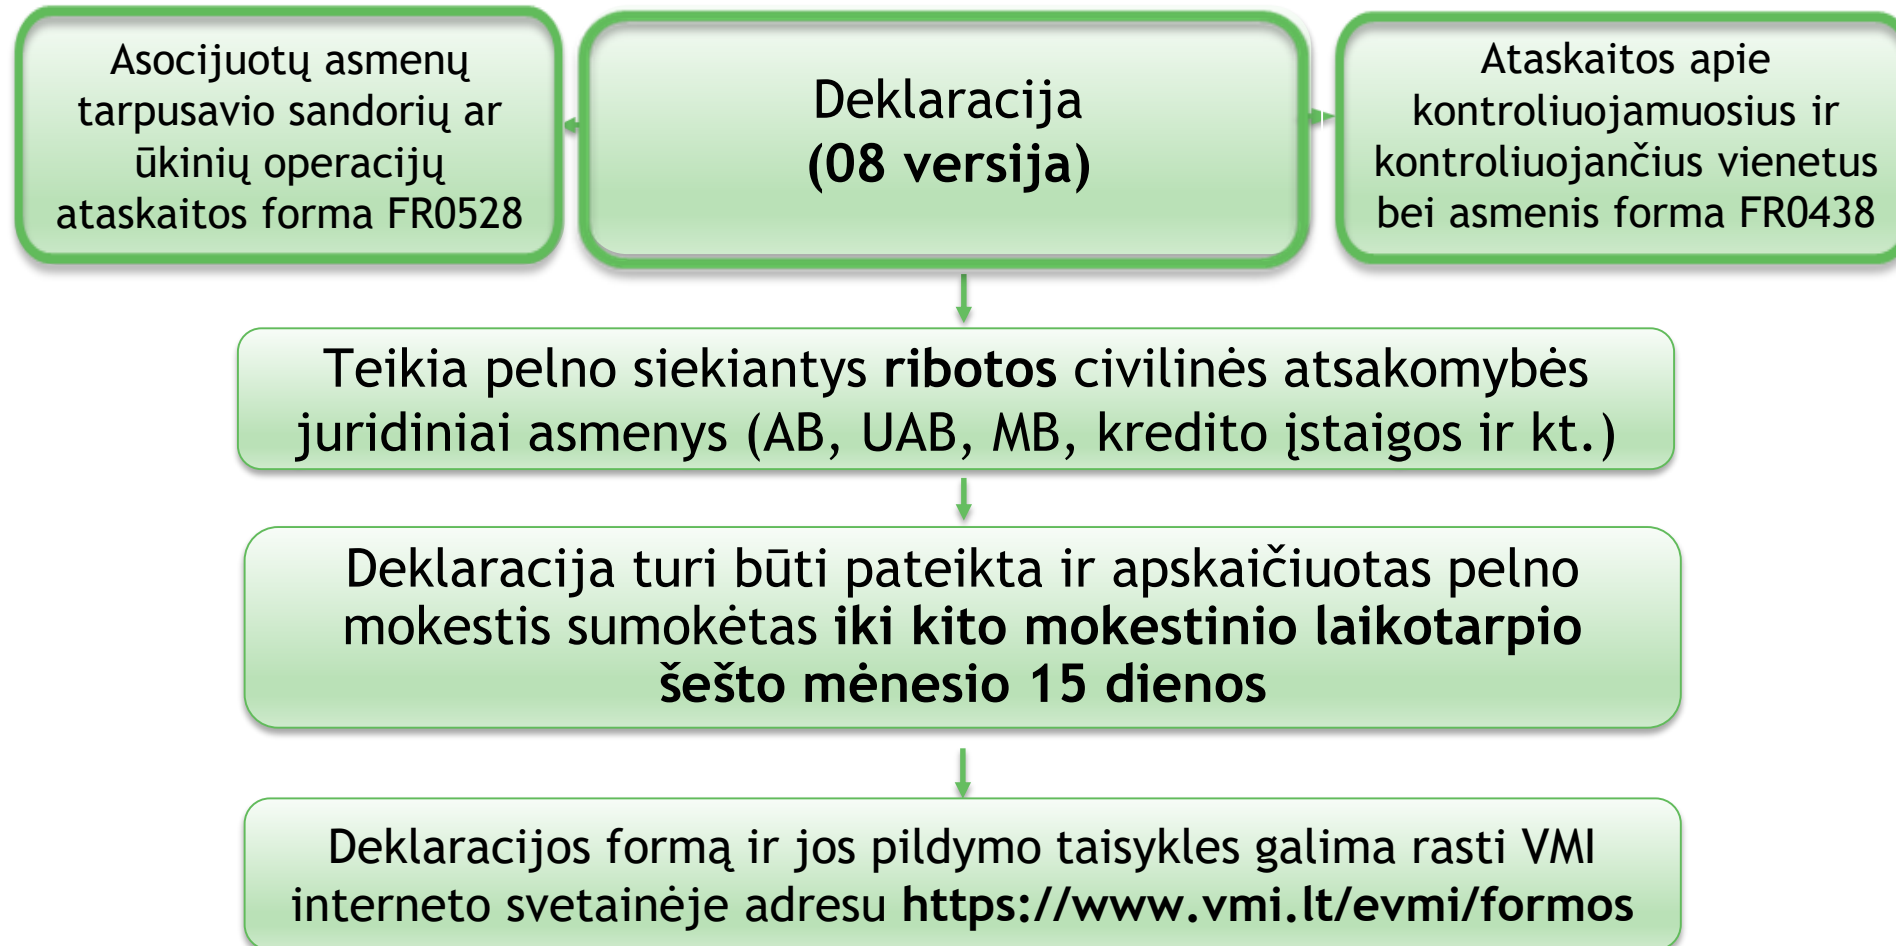 Asocijuotų asmenų
tarpusavio sandorių ar
ūkinių operacijų
ataskaitos forma FR0528
Deklaracija
(08 versija)
Ataskaitos apie
kontroliuojamuosius ir
kontroliuojančius vienetus
bei asmenis forma FR0438
Teikia pelno siekiantys ribotos civilinės atsakomybės
juridiniai asmenys (AB, UAB, MB, kredito įstaigos ir kt.)
Deklaracija turi būti pateikta ir apskaičiuotas pelno
mokestis sumokėtas iki kito mokestinio laikotarpio
šešto mėnesio 15 dienos
Deklaracijos formą ir jos pildymo taisykles galima rasti VMI
interneto svetainėje adresu https://www.vmi.lt/evmi/formos